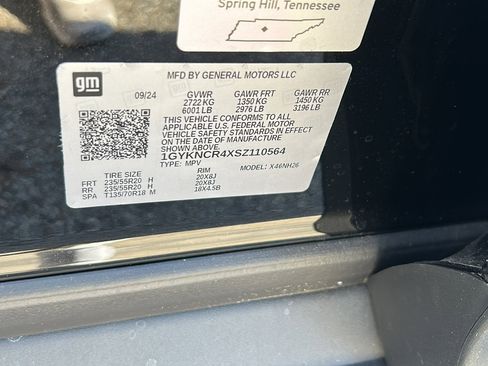 Spring Hill, Tennessee
gm
MFD BY GENERAL MOTORS LLC
09/24 GVWR GAWR FRT GAWR RR
2722 KG 1350 KG 1450 KG
6001 LB 2976 LB 3196 LB
THIS VEHICLE CONFORMS TO ALL
APPLICABLE U.S. FEDERAL MOTOR
VEHICLE SAFETY STANDARDS IN EFFECT
ON THE DATE OF MANUFACTURE SHOWN ABOVE.
1GYKNCR4XSZ110564
TYPE: MPV MODEL: X46NH26
TIRE SIZE RIM
FRT 235/55R20 H 20X8J
RR 235/55R20 H 20X8J
SPA T135/70R18 M 18X4.5B